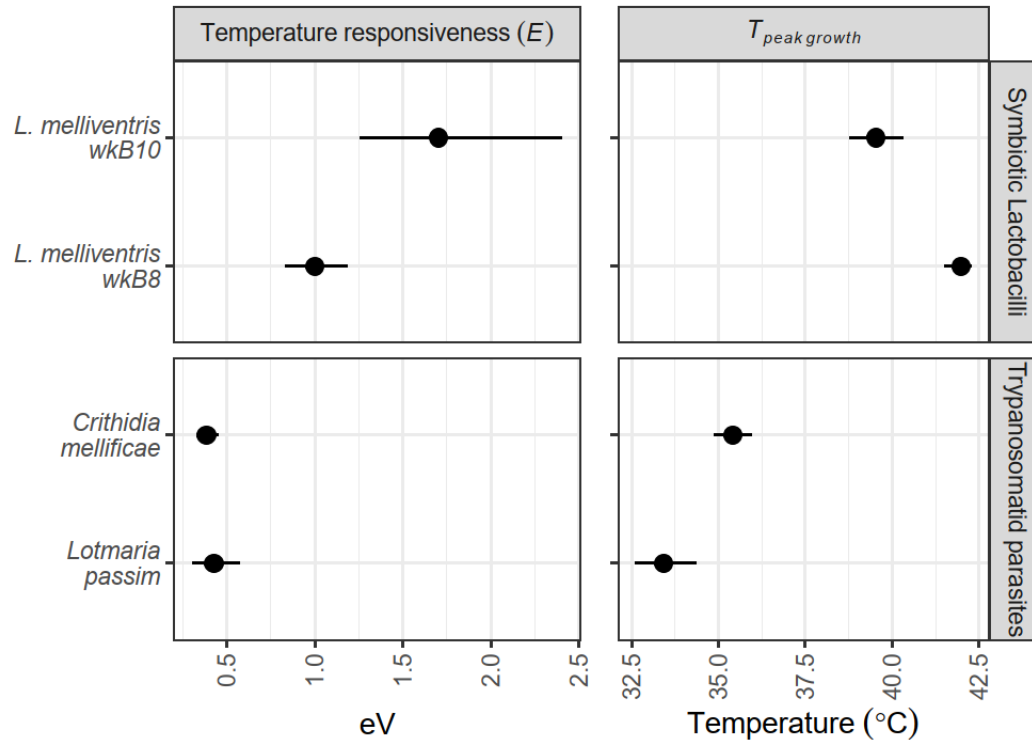 Temperature responsiveness (E)
T peak growth
L. melliventris
wkB10
L. melliventris
wkB8
Symbiotic Lactobacilli
Crithidia
mellificae
Lotmaria
passim
Trypanosomatid parasites
0.5
1.0
1.5
2.0
2.5
32.5
35.0
37.5
40.0
42.5
eV
Temperature (°C)